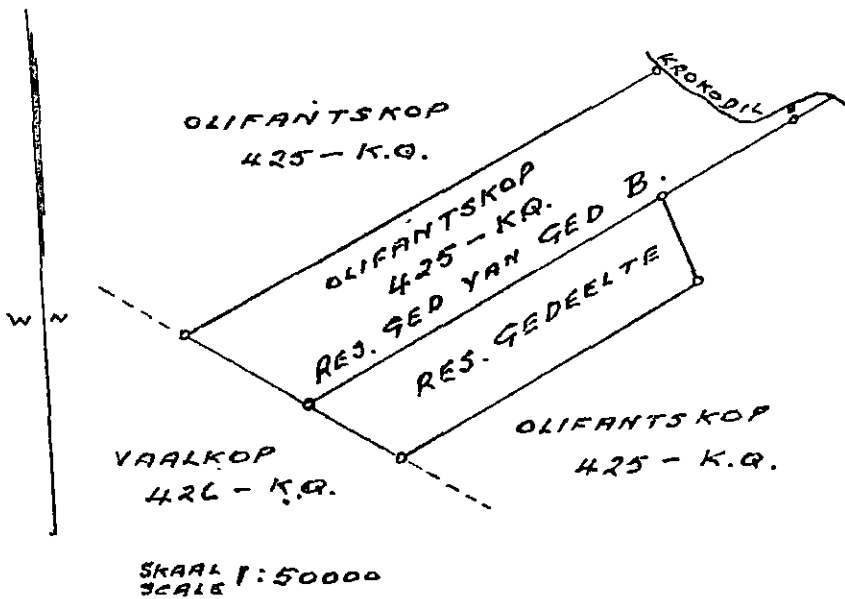 OLIFANTSKOP
425 - K.Q.
KROKODIL
OLIFANTSKOP
425 - K.Q.
RES. GED VAN GED B.
RES. GEDEELTE
W N
OLIFANTSKOP
425 - K.Q.
VAALKOP
426 - K.Q.
SKAAL
SCALE 1:50000